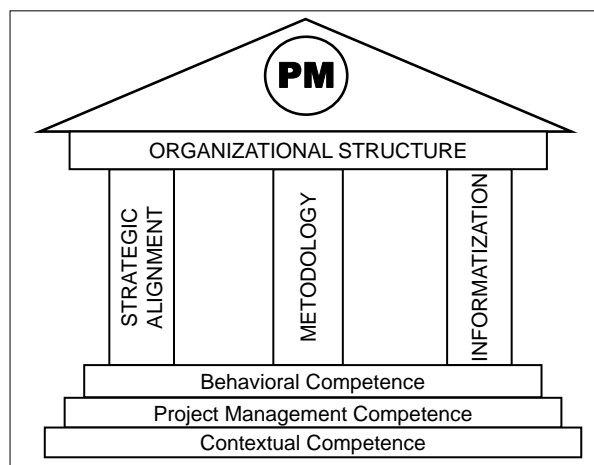 PM
ORGANIZATIONAL STRUCTURE
STRATEGIC
ALIGNMENT
METODOLOGY
INFORMATIZATION
Behavioral Competence
Project Management Competence
Contextual Competence